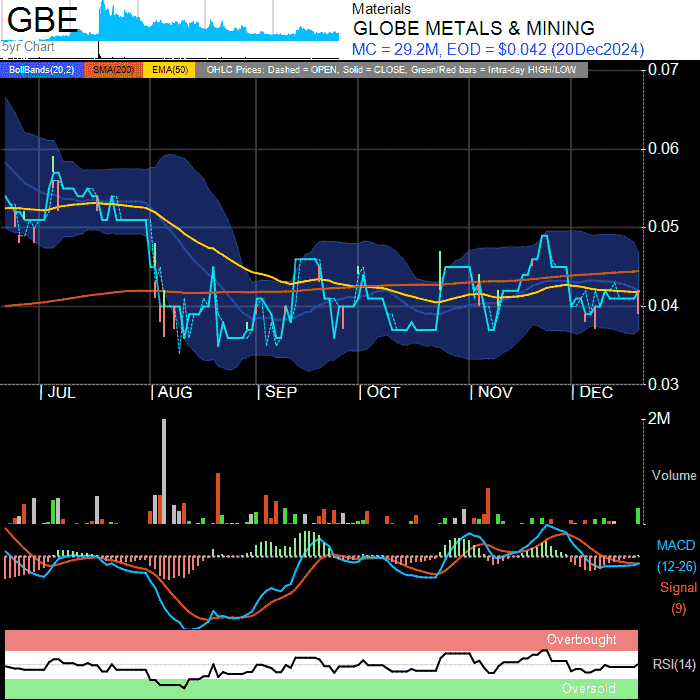 GBE
5yr Chart
Materials
GLOBE METALS & MINING
MC = 29.2M, EOD = $0.042 (20Dec2024)
BollBands(20,2) SMA(200) EMA(50) OHLC Prices: Dashed = OPEN, Solid = CLOSE, Green/Red bars = Intra-day HIGH/LOW
0.07
0.06
0.05
0.04
0.03
JUL AUG SEP OCT NOV DEC
2M
Volume
MACD
(12-26)
Signal
(9)
Overbought
RSI(14)
Oversold